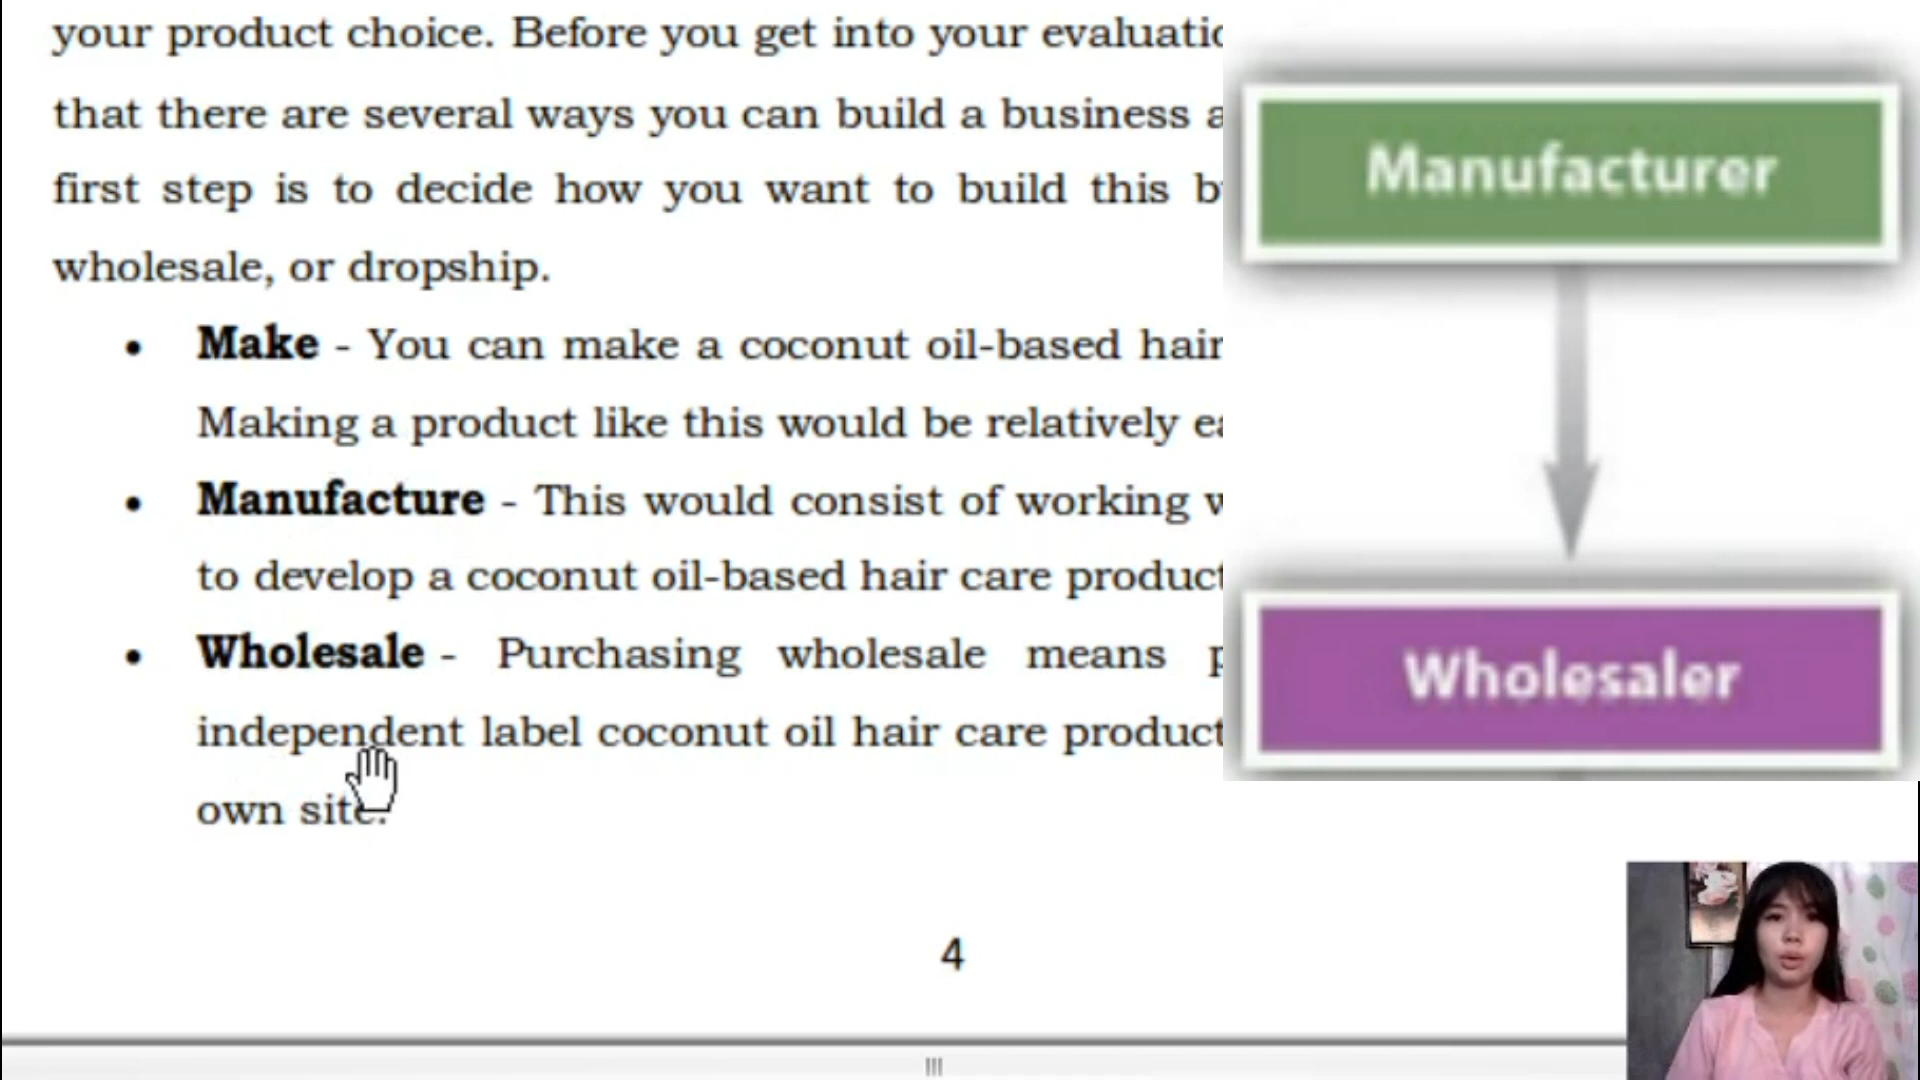 your product choice. Before you get into your
that there are several ways you can build a business
first step is to decide how you want to build this
wholesale, or dropship.
• Make - You can make a coconut oil-based hair
Making a product like this would be relatively
• Manufacture - This would consist of working
to develop a coconut oil-based hair care product
• Wholesale - Purchasing wholesale means
independent label coconut oil hair care product
own site.
4
Manufacturer
Wholesaler